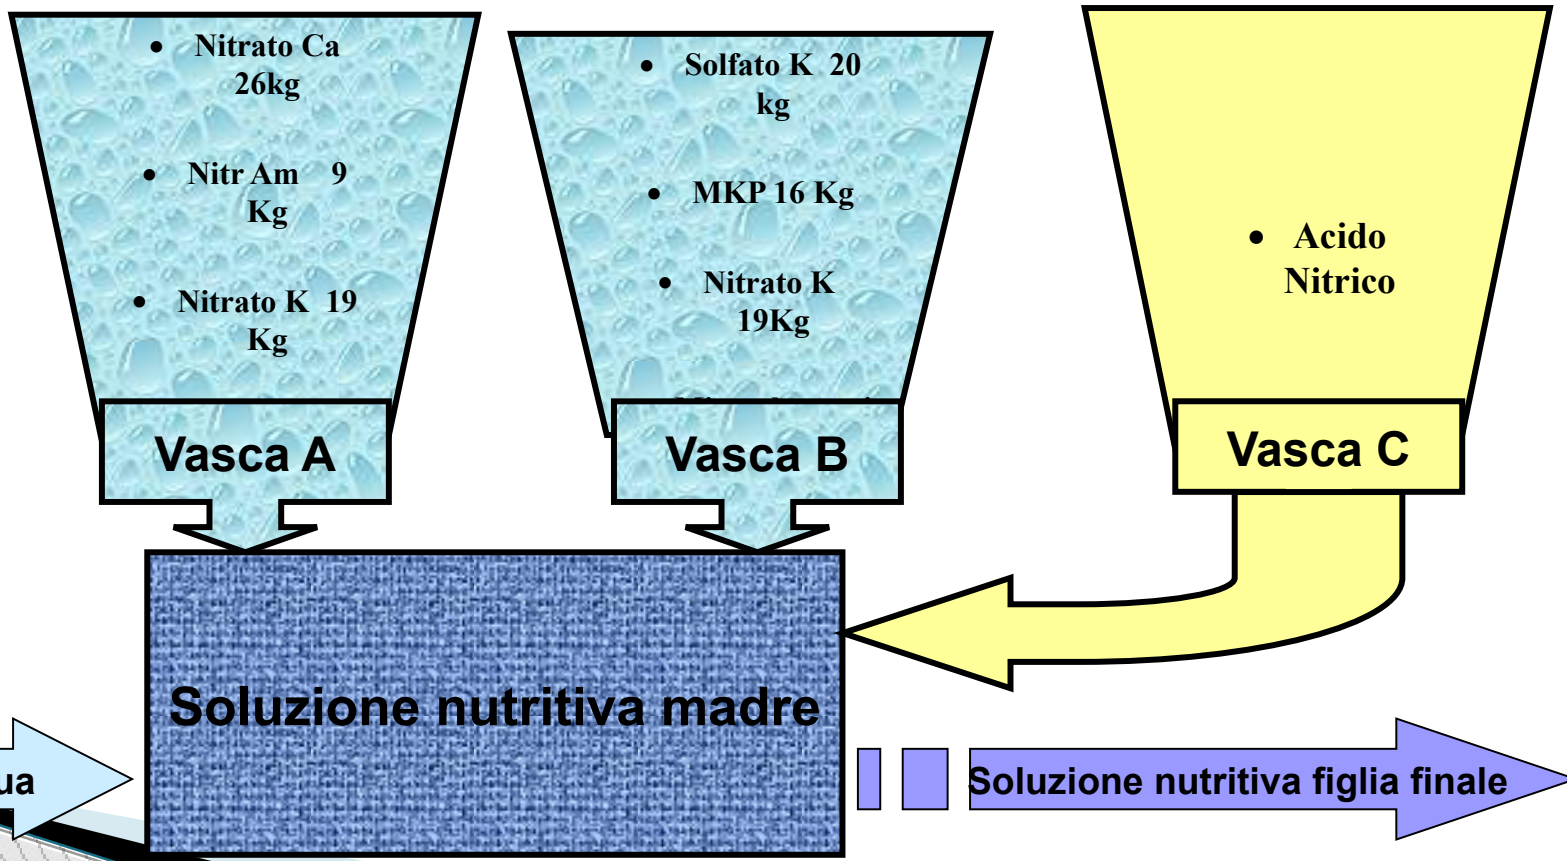 • Nitrato Ca
26kg
• Nitr Am 9
Kg
• Nitrato K 19
Kg
Vasca A
• Solfato K 20
kg
• MKP 16 Kg
• Nitrato K
19Kg
Vasca B
• Acido
Nitrico
Vasca C
Soluzione nutritiva madre
ua
Soluzione nutritiva figlia finale